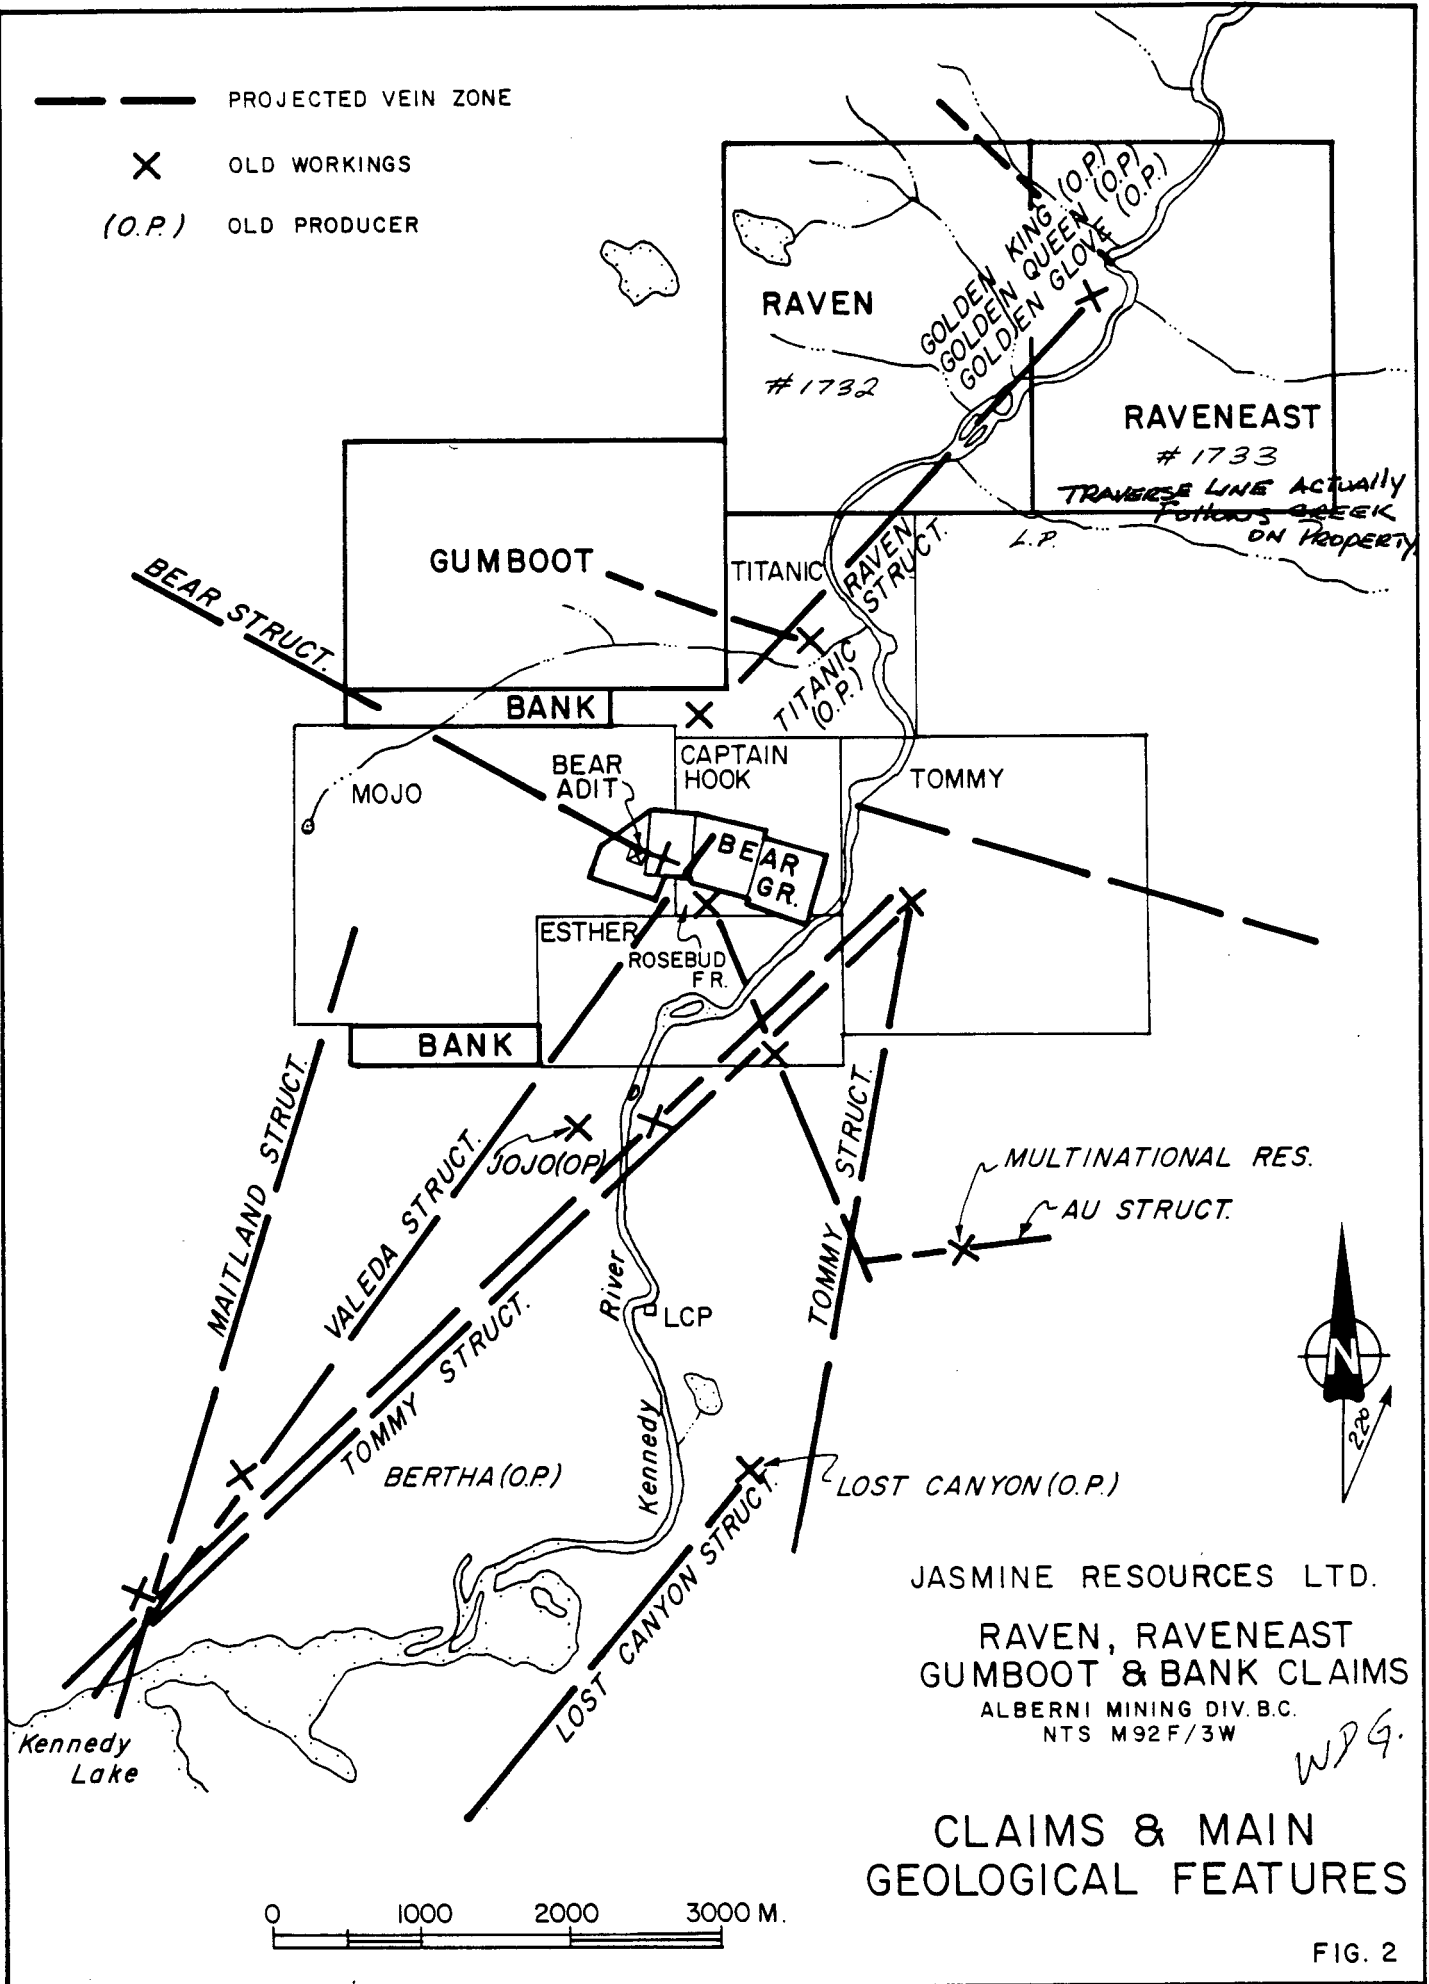 PROJECTED VEIN ZONE
OLD WORKINGS
(O.P.) OLD PRODUCER
GOLDEN KING (O.P.)
GOLDEN QUEEN (O.P.)
GOLDEN GLOVE (O.P.)
RAVEN
# 1732
RAVENEAST
# 1733
TRAVERSE LINE ACTUALLY
FOLLOWS CREEK
ON PROPERTY
L.P.
GUMBOOT
TITANIC
RAVEN
STRUCT.
BEAR STRUCT.
TITANIC
(O.P.)
BANK
CAPTAIN
HOOK
BEAR
ADIT
MOJO
TOMMY
BEAR
GR.
ESTHER
ROSEBUD
FR.
BANK
MAITLAND STRUCT.
VALEDA STRUCT.
JOJO(OP)
TOMMY STRUCT.
MULTINATIONAL RES.
AU STRUCT.
River
LCP
TOMMY STRUCT.
N
22°
Kennedy
BERTHA(O.P.)
LOST CANYON(O.P.)
LOST CANYON STRUCT.
Kennedy
Lake
JASMINE RESOURCES LTD.
RAVEN, RAVENEAST
GUMBOOT & BANK CLAIMS
ALBERNI MINING DIV. B.C.
NTS M92F/3W
WDG.
CLAIMS & MAIN
GEOLOGICAL FEATURES
0 1000 2000 3000 M.
FIG. 2